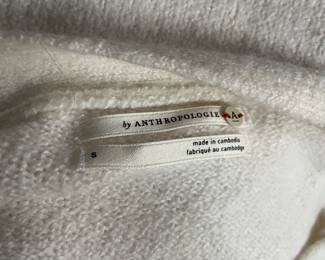 by ANTHROPOLOGIE A
S
made in cambodia
fabriqué au cambodge